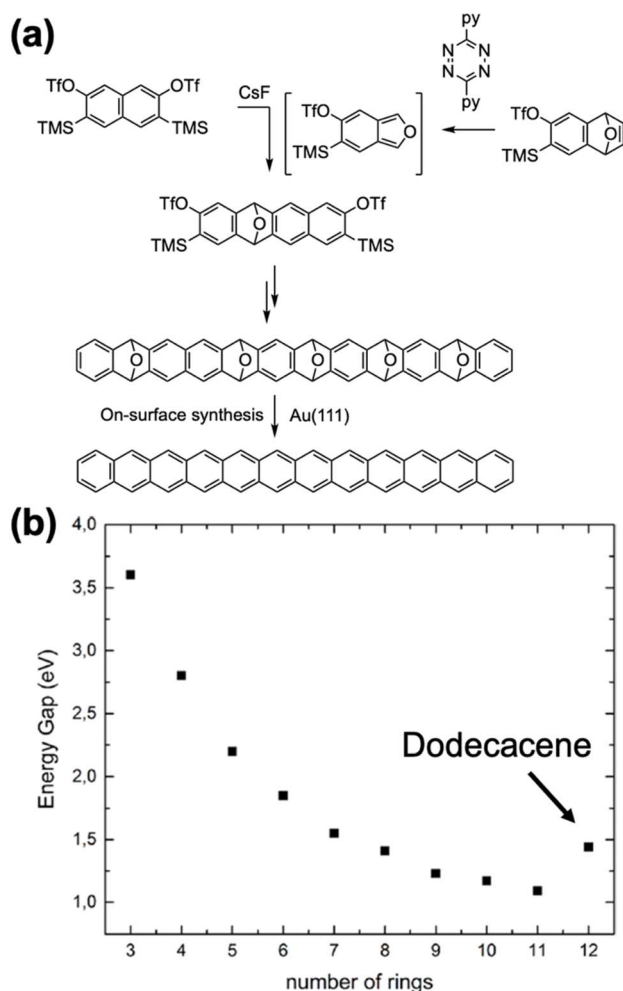 (a)
py
N N
N N
py
OTf OTf
TMS TMS
CsF
TfO
TMS
O
TfO
TMS
O
OTf
TfO
O
TMS TMS
O O O O O
On-surface synthesis Au(111)
(b)
4,0
3,5
3,0
2,5
2,0
1,5
1,0
Energy Gap (eV)
Dodecacene
3 4 5 6 7 8 9 10 11 12
number of rings